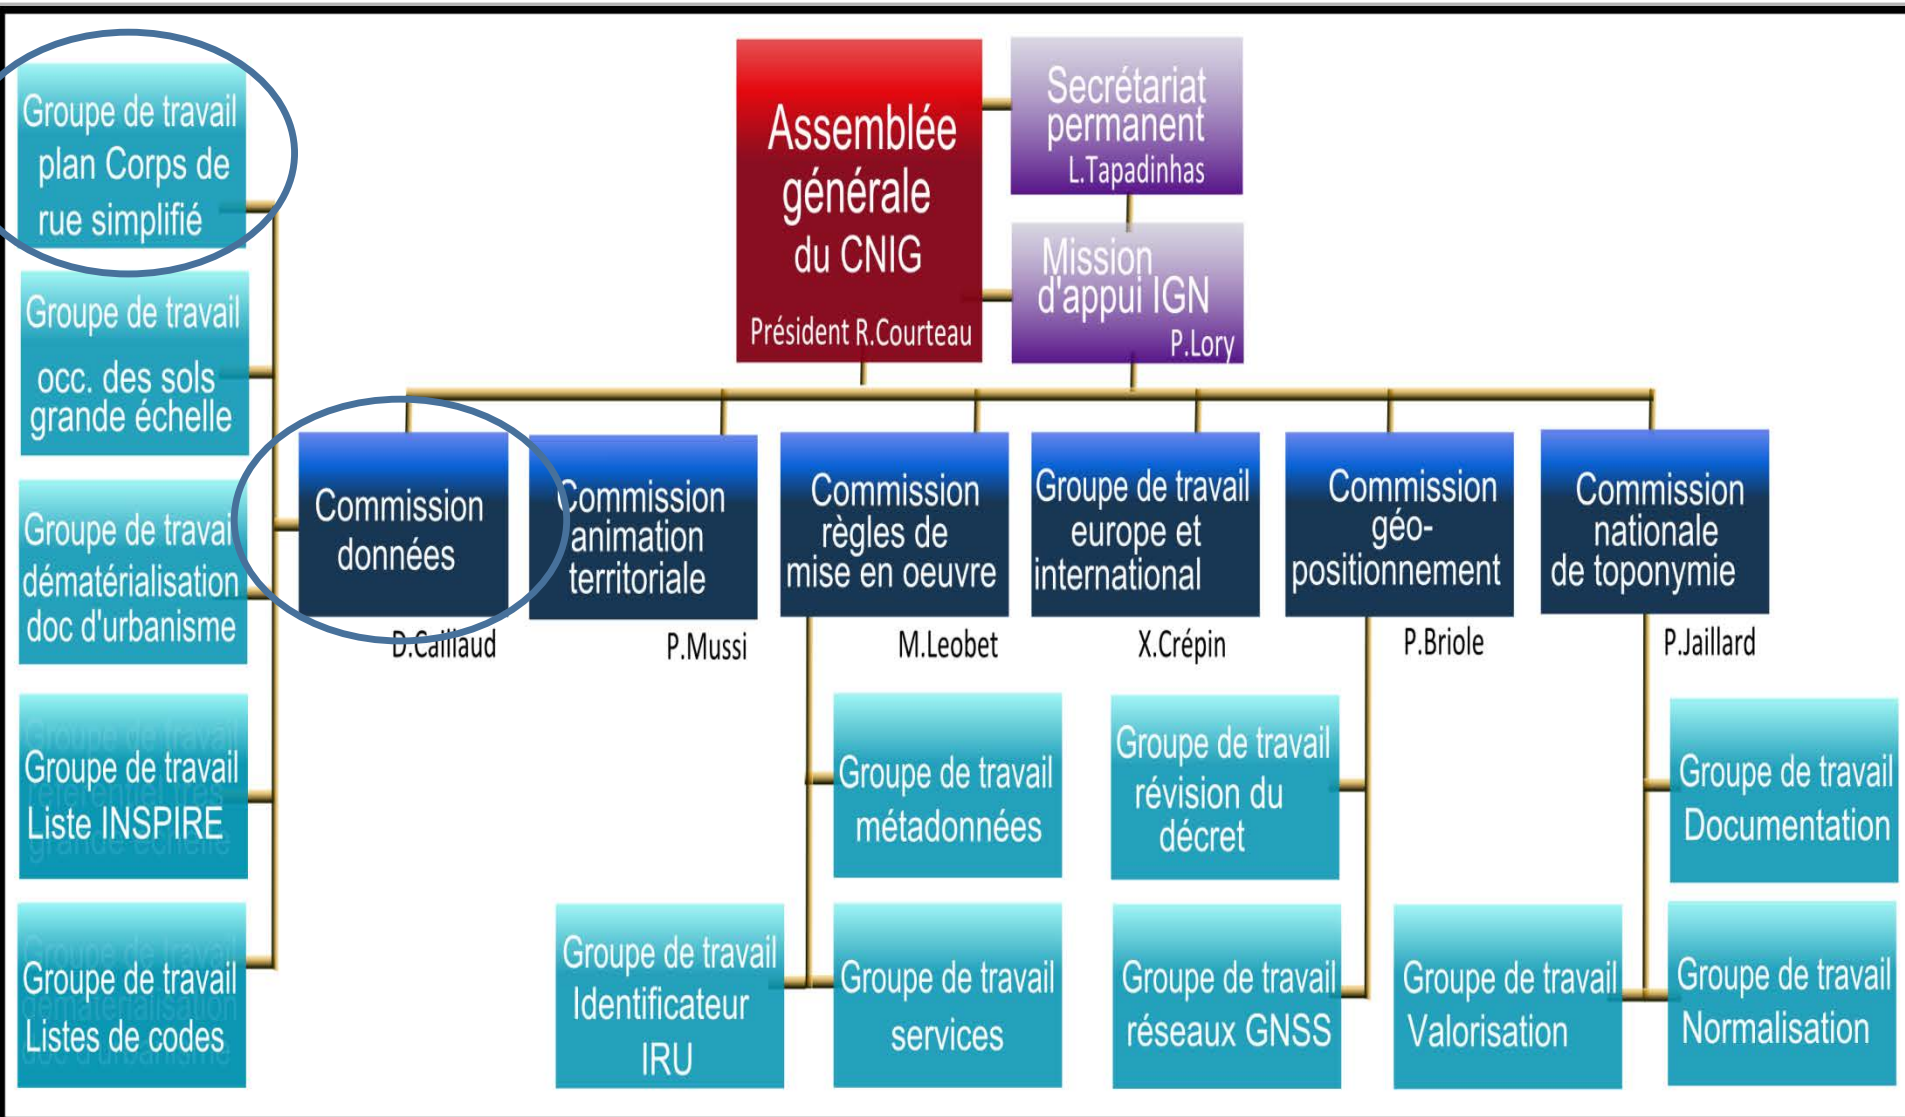 Assemblée
générale
du CNIG
Président R.Courteau
Secrétariat
permanent
L.Tapadinhas
Mission
d'appui IGN
P.Lory
Groupe de travail
plan Corps de
rue simplifié
Groupe de travail
occ. des sols
grande échelle
Groupe de travail
dématérialisation
doc d'urbanisme
Groupe de travail
Liste INSPIRE
Groupe de travail
Listes de codes
Commission
données
D.Caillaud
Commission
animation
territoriale
P.Mussi
Commission
règles de
mise en oeuvre
M.Leobet
Groupe de travail
europe et
international
X.Crépin
Commission
géo-
positionnement
P.Briole
Commission
nationale
de toponymie
P.Jaillard
Groupe de travail
métadonnées
Groupe de travail
Identificateur
IRU
Groupe de travail
services
Groupe de travail
révision du
décret
Groupe de travail
réseaux GNSS
Groupe de travail
Documentation
Groupe de travail
Valorisation
Groupe de travail
Normalisation